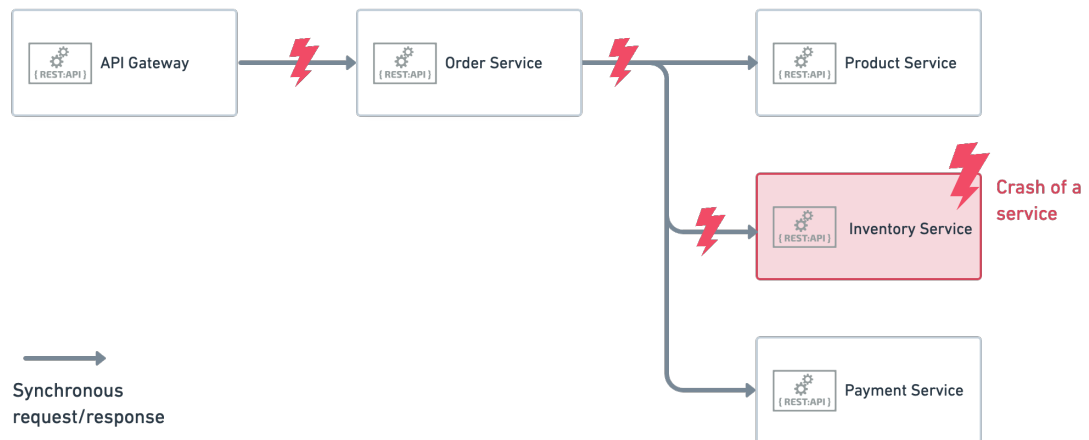 { REST:API }
API Gateway
{ REST:API }
Order Service
{ REST:API }
Product Service
Crash of a
service
{ REST:API }
Inventory Service
{ REST:API }
Payment Service
Synchronous
request/response